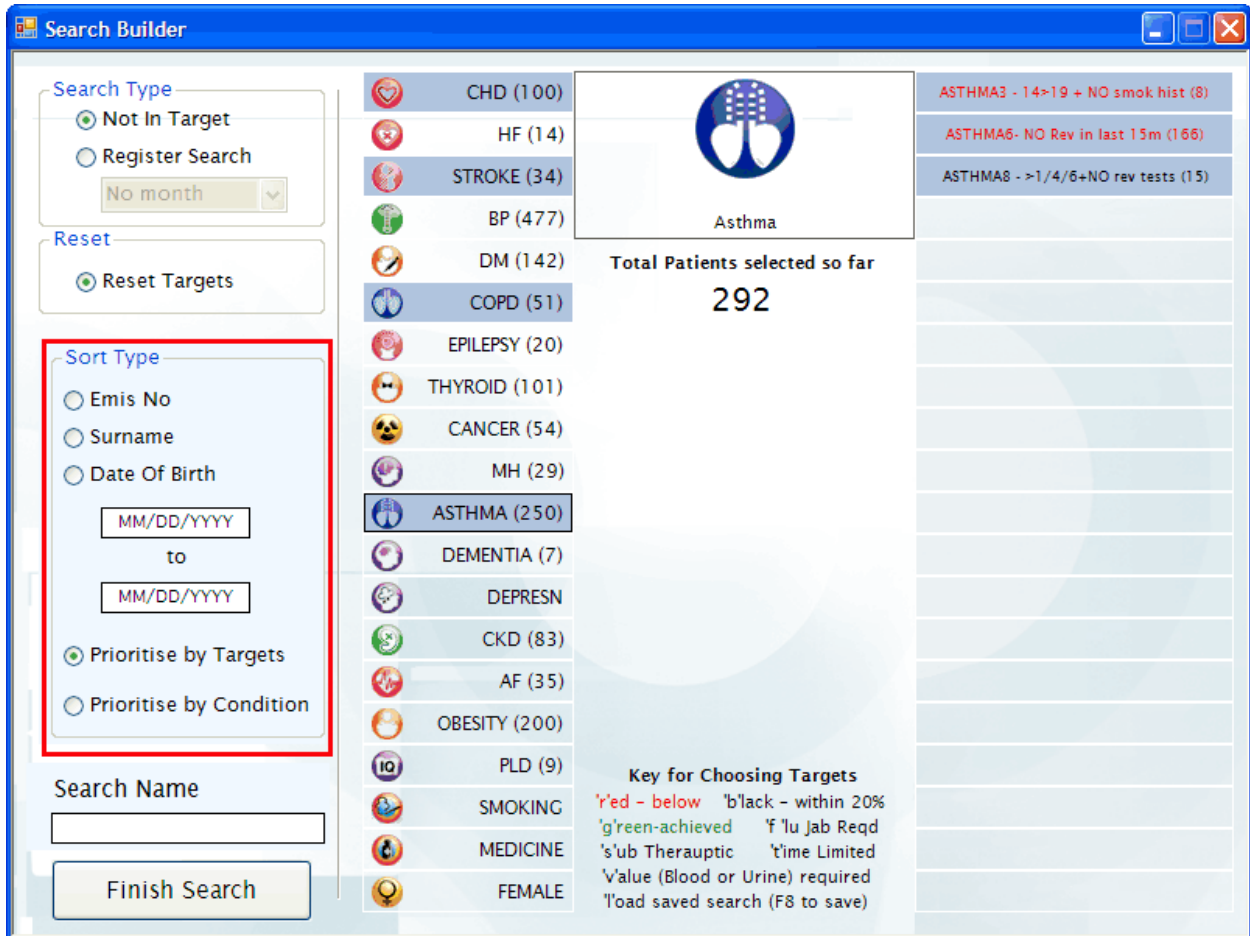 Search Builder
Search Type
Not In Target
Register Search
No month
Reset
Reset Targets
Sort Type
Emis No
Surname
Date Of Birth
MM/DD/YYYY
to
MM/DD/YYYY
Prioritise by Targets
Prioritise by Condition
Search Name
Finish Search
CHD (100)
HF (14)
STROKE (34)
BP (477)
DM (142)
COPD (51)
EPILEPSY (20)
THYROID (101)
CANCER (54)
MH (29)
ASTHMA (250)
DEMENTIA (7)
DEPRESN
CKD (83)
AF (35)
OBESITY (200)
IQ PLD (9)
SMOKING
MEDICINE
FEMALE
Asthma
Total Patients selected so far
292
Key for Choosing Targets
'r'ed – below 'b'lack – within 20%
'g'reen-achieved 'f 'lu Jab Reqd
's'ub Therauptic 't'ime Limited
'v'alue (Blood or Urine) required
'l'oad saved search (F8 to save)
ASTHMA3 - 14>19 + NO smok hist (8)
ASTHMA6- NO Rev in last 15m (166)
ASTHMA8 - >1/4/6+NO rev tests (15)